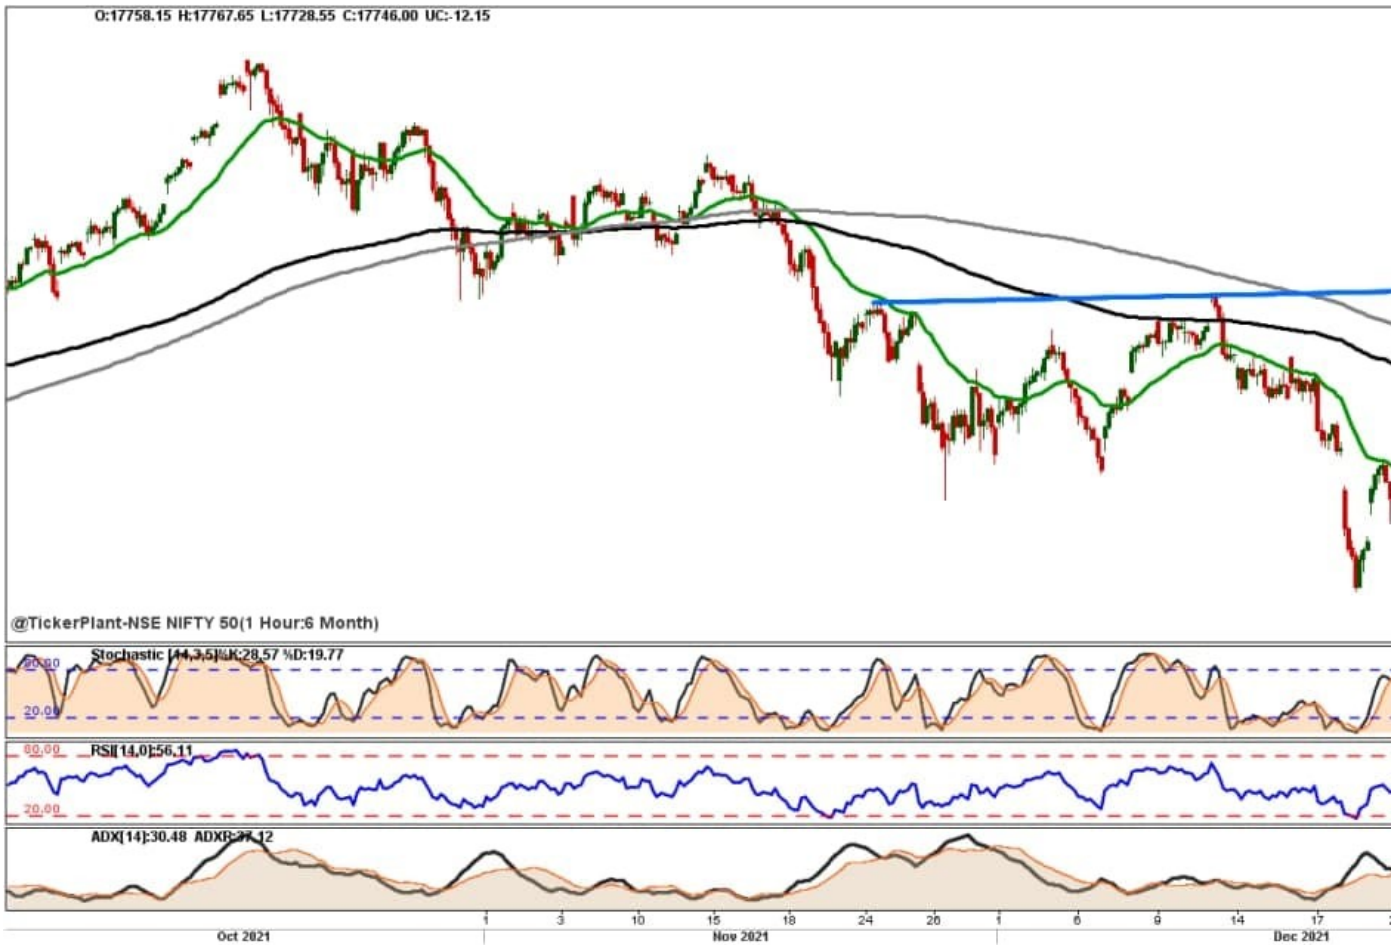 O:17758.15 H:17767.65 L:17728.55 C:17746.00 UC:-12.15
@TickerPlant-NSE NIFTY 50(1 Hour:6 Month)
Stochastic [14,3,5]%K:28.57 %D:19.77
80.00
20.00
RSI[14,0]:56.11
80.00
20.00
ADX[14]:30.48 ADXR:37.12
1 3 10 15 18 24 26 1 6 9 14 17
Oct 2021 Nov 2021 Dec 2021